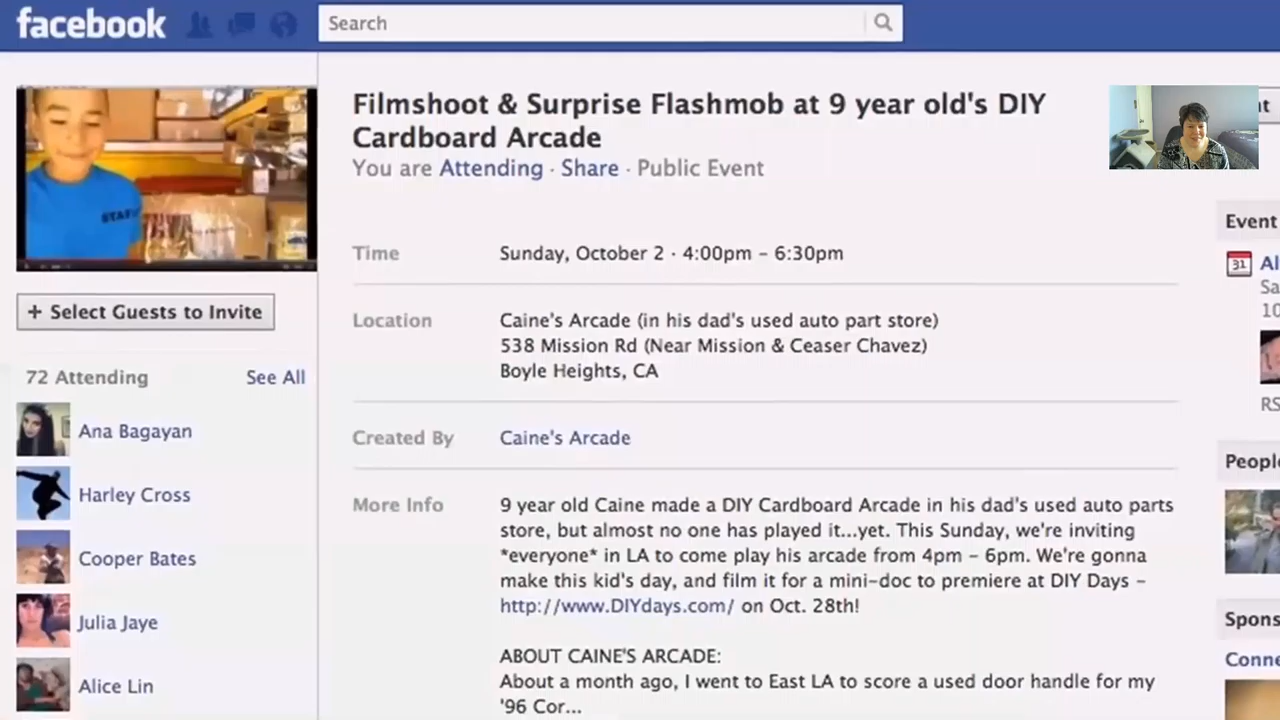 facebook
Search
Filmshoot & Surprise Flashmob at 9 year old's DIY
Cardboard Arcade
You are Attending · Share · Public Event
Time
Sunday, October 2 · 4:00pm – 6:30pm
Location
Caine's Arcade (in his dad's used auto part store)
538 Mission Rd (Near Mission & Ceaser Chavez)
Boyle Heights, CA
Created By
Caine's Arcade
More Info
9 year old Caine made a DIY Cardboard Arcade in his dad's used auto parts
store, but almost no one has played it...yet. This Sunday, we're inviting
*everyone* in LA to come play his arcade from 4pm – 6pm. We're gonna
make this kid's day, and film it for a mini-doc to premiere at DIY Days –
http://www.DIYdays.com/ on Oct. 28th!
ABOUT CAINE'S ARCADE:
About a month ago, I went to East LA to score a used door handle for my
'96 Cor...
STAFF
+ Select Guests to Invite
72 Attending See All
Ana Bagayan
Harley Cross
Cooper Bates
Julia Jaye
Alice Lin
nt
Event
31
Al
Sa
10
RS
People
Spons
Conne